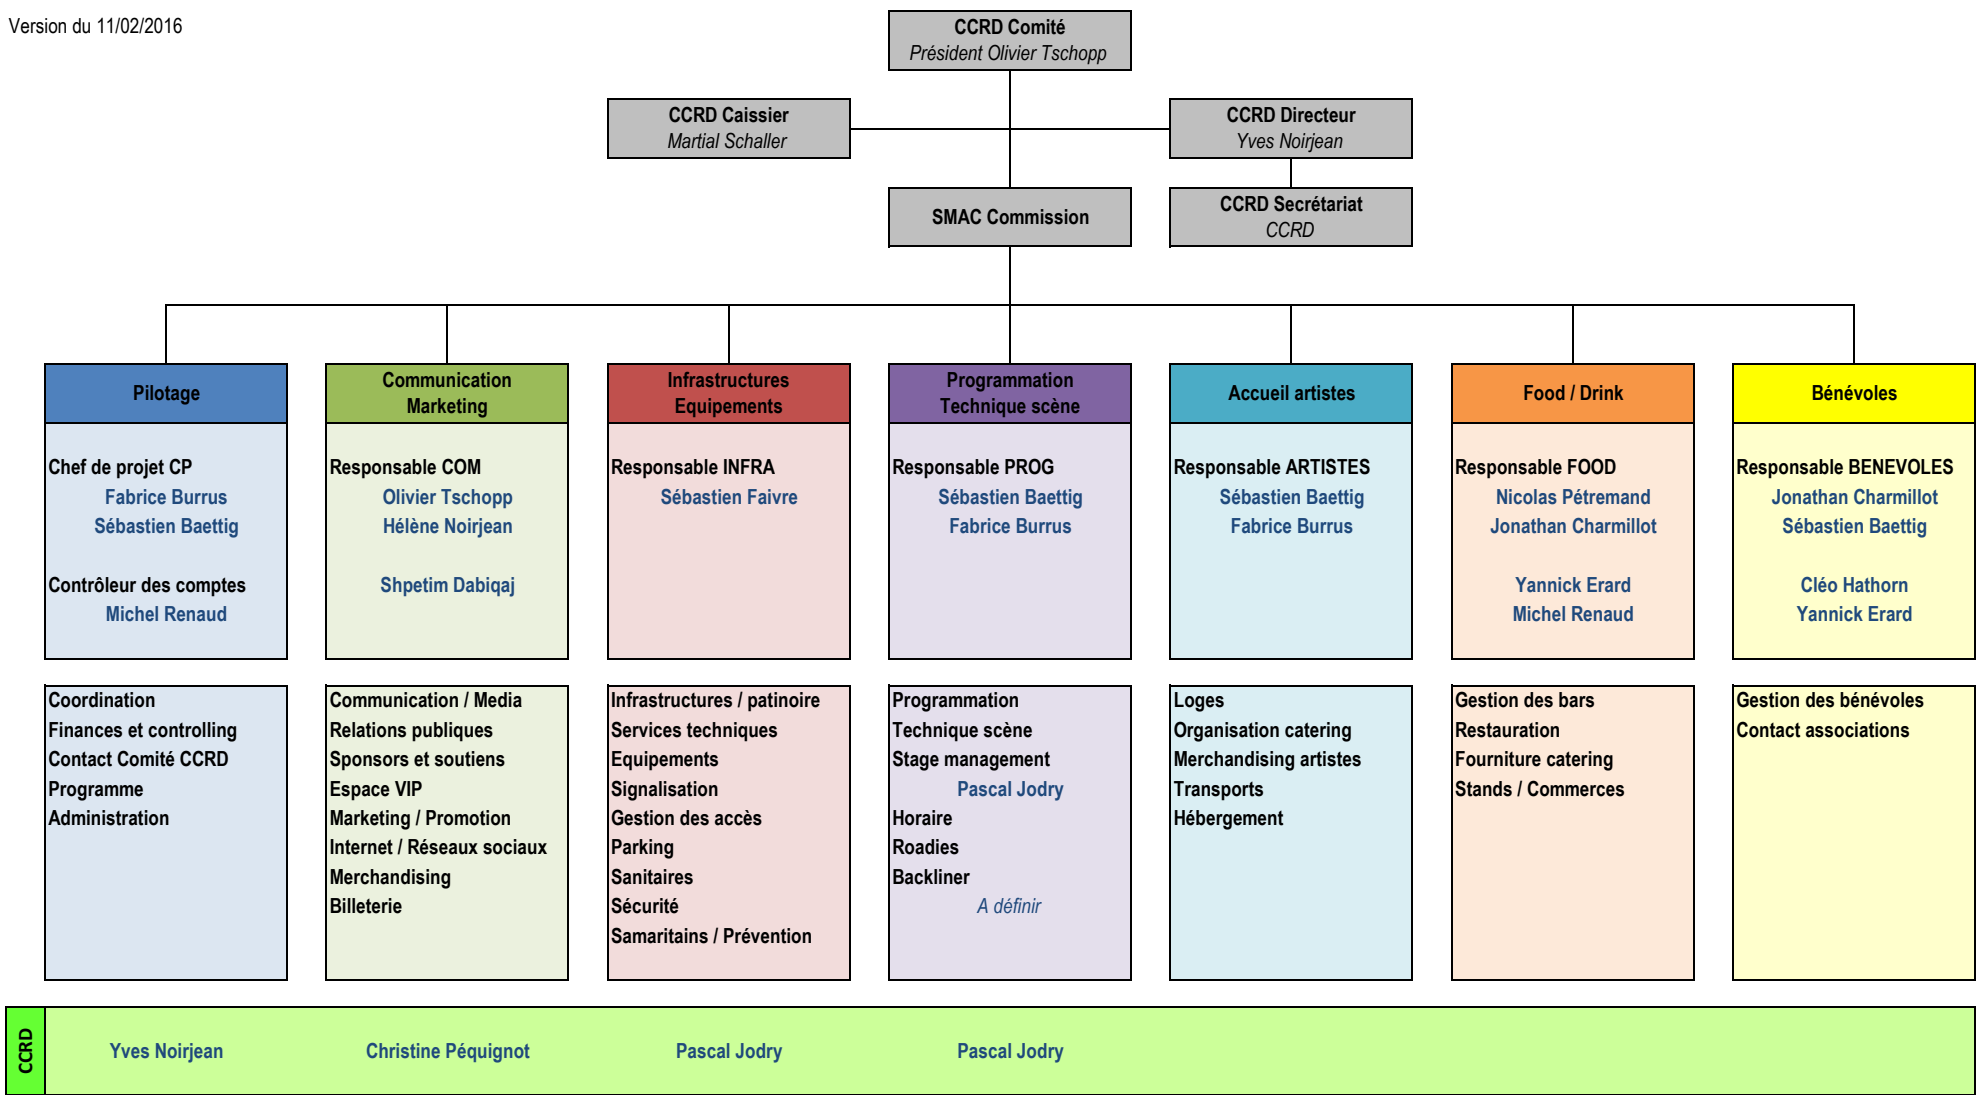 Version du 11/02/2016
CCRD Comité
Président Olivier Tschopp
CCRD Caissier
Martial Schaller
CCRD Directeur
Yves Noirjean
SMAC Commission
CCRD Secrétariat
CCRD
Pilotage
Chef de projet CP
Fabrice Burrus
Sébastien Baettig
Contrôleur des comptes
Michel Renaud
Coordination
Finances et controlling
Contact Comité CCRD
Programme
Administration
Communication
Marketing
Responsable COM
Olivier Tschopp
Hélène Noirjean
Shpetim Dabiqaj
Communication / Media
Relations publiques
Sponsors et soutiens
Espace VIP
Marketing / Promotion
Internet / Réseaux sociaux
Merchandising
Billeterie
Infrastructures
Equipements
Responsable INFRA
Sébastien Faivre
Infrastructures / patinoire
Services techniques
Equipements
Signalisation
Gestion des accès
Parking
Sanitaires
Sécurité
Samaritains / Prévention
Programmation
Technique scène
Responsable PROG
Sébastien Baettig
Fabrice Burrus
Programmation
Technique scène
Stage management
Pascal Jodry
Horaire
Roadies
Backliner
A définir
Accueil artistes
Responsable ARTISTES
Sébastien Baettig
Fabrice Burrus
Loges
Organisation catering
Merchandising artistes
Transports
Hébergement
Food / Drink
Responsable FOOD
Nicolas Pétremand
Jonathan Charmillot
Yannick Erard
Michel Renaud
Gestion des bars
Restauration
Fourniture catering
Stands / Commerces
Bénévoles
Responsable BENEVOLES
Jonathan Charmillot
Sébastien Baettig
Cléo Hathorn
Yannick Erard
Gestion des bénévoles
Contact associations
CCRD
Yves Noirjean
Christine Péquignot
Pascal Jodry
Pascal Jodry